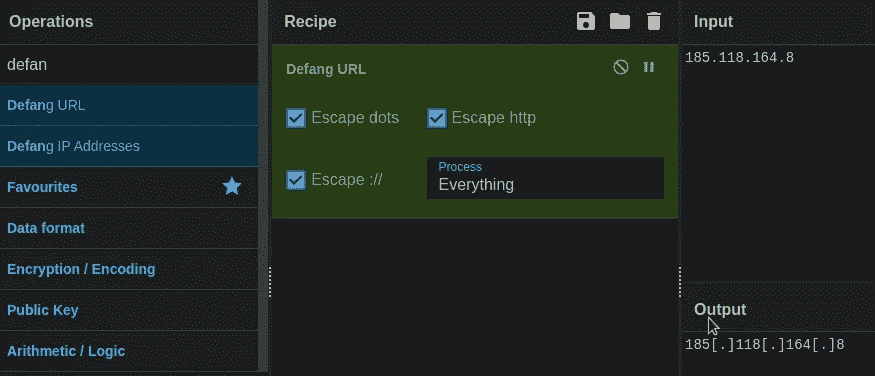 Operations
defan
Defang URL
Defang IP Addresses
Favourites
Data format
Encryption / Encoding
Public Key
Arithmetic / Logic
Recipe
Defang URL
Escape dots
Escape http
Escape ://
Process
Everything
Input
185.118.164.8
Output
185[.]118[.]164[.]8